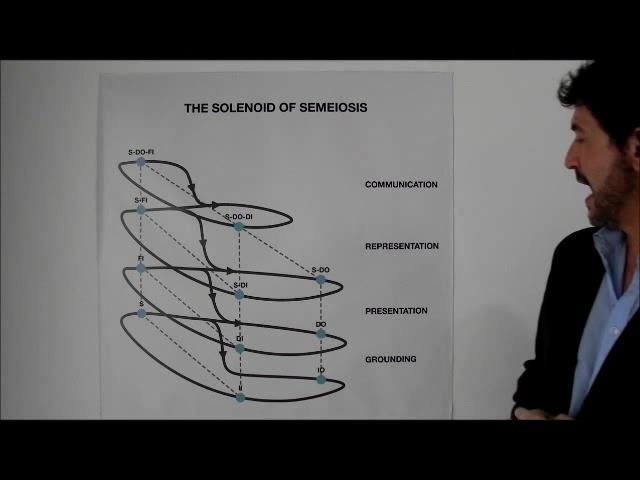 THE SOLENOID OF SEMEIOSIS
S-DO-FI
COMMUNICATION
S-FI
S-DO-DI
REPRESENTATION
FI
S-DO
S-DI
S
PRESENTATION
DO
DI
GROUNDING
IO
II